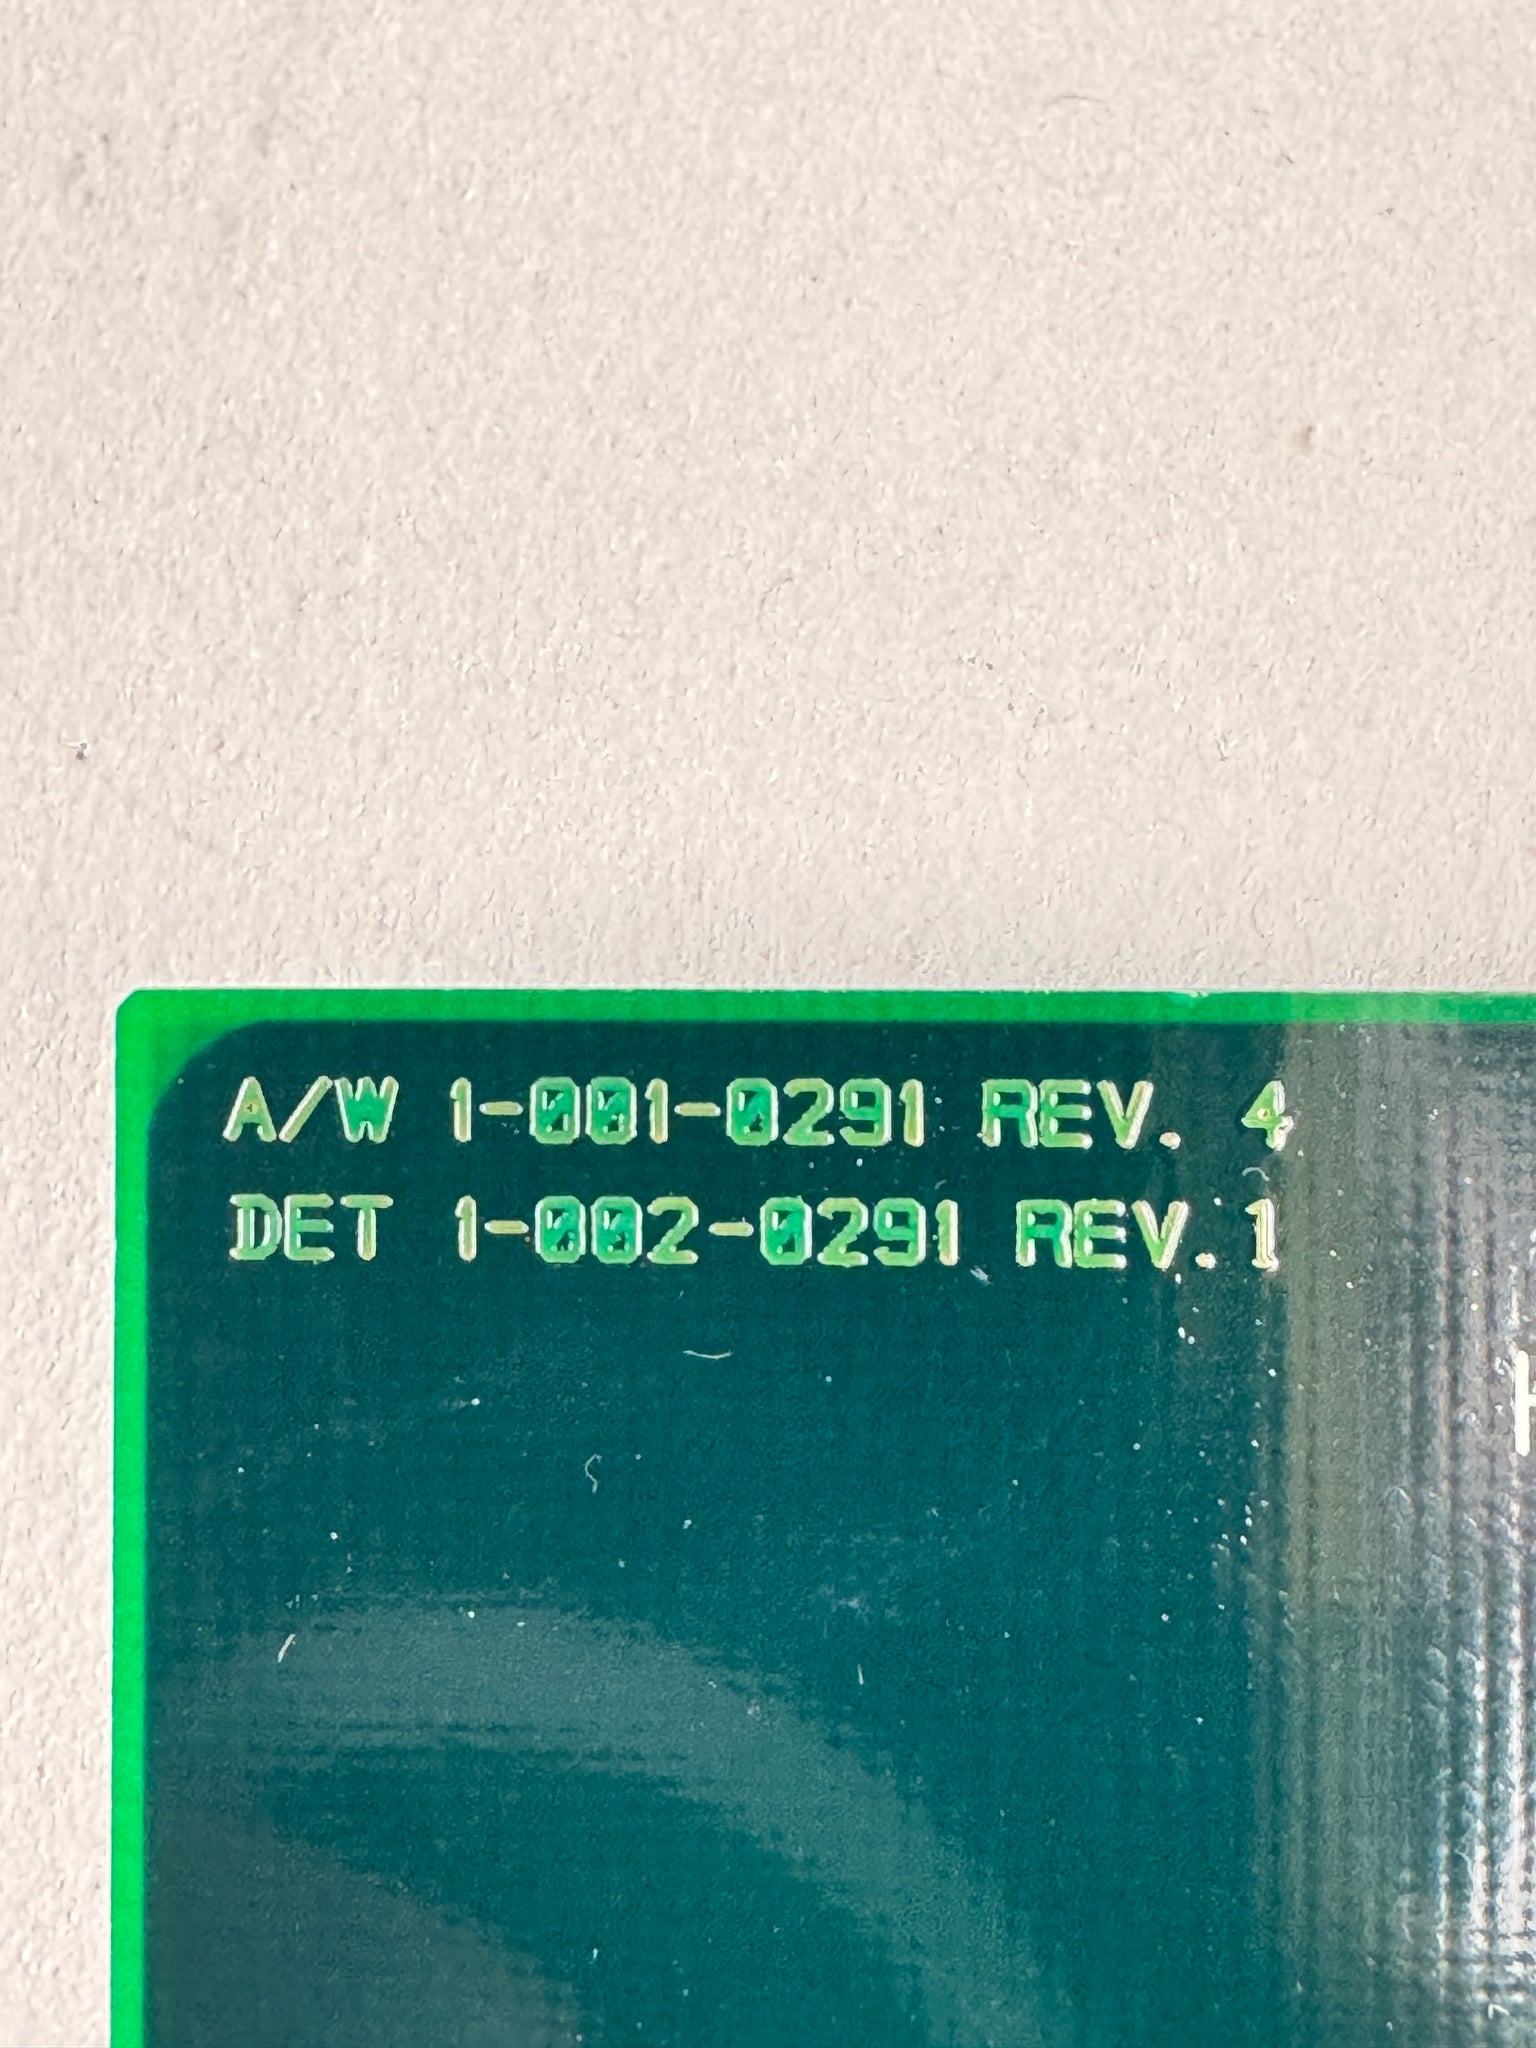 A/W 1-001-0291 REV. 4
DET 1-002-0291 REV.1